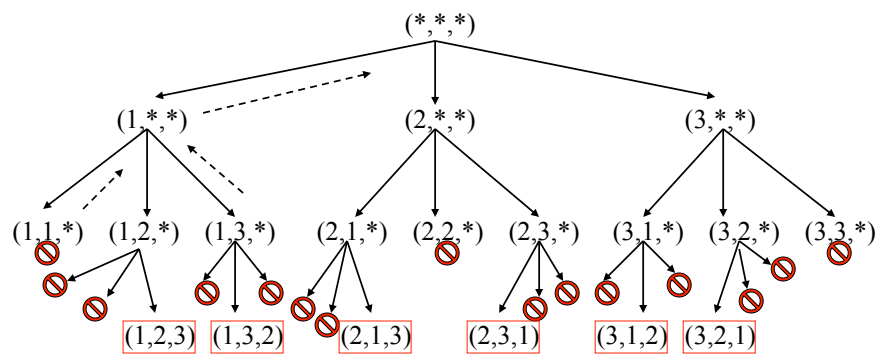 (*,*,*)
(1,*,*) (2,*,*) (3,*,*)
(1,1,*) (1,2,*) (1,3,*) (2,1,*) (2,2,*) (2,3,*) (3,1,*) (3,2,*) (3,3,*)
(1,2,3) (1,3,2) (2,1,3) (2,3,1) (3,1,2) (3,2,1)